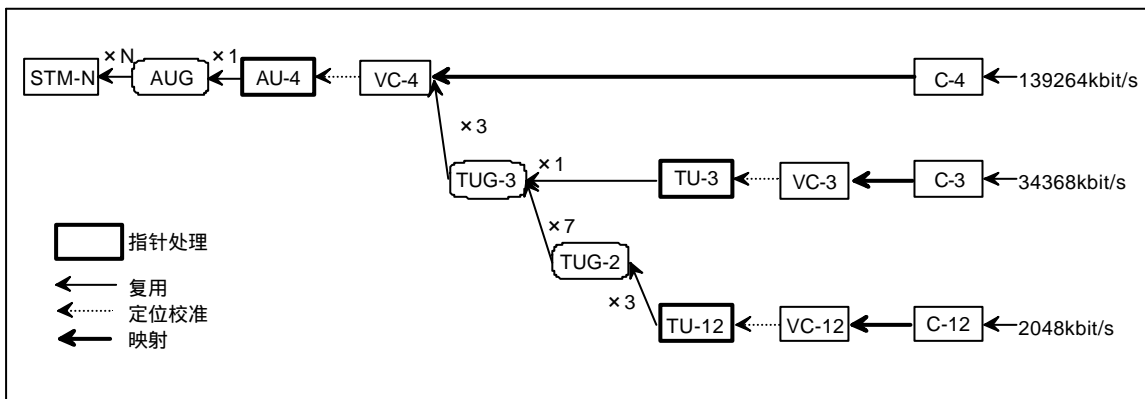 ×N ×1
STM-N AUG AU-4 VC-4 C-4 139264kbit/s
×3
×1
TUG-3 TU-3 VC-3 C-3 34368kbit/s
×7
指针处理
TUG-2
复用
×3
定位校准
TU-12 VC-12 C-12 2048kbit/s
映射